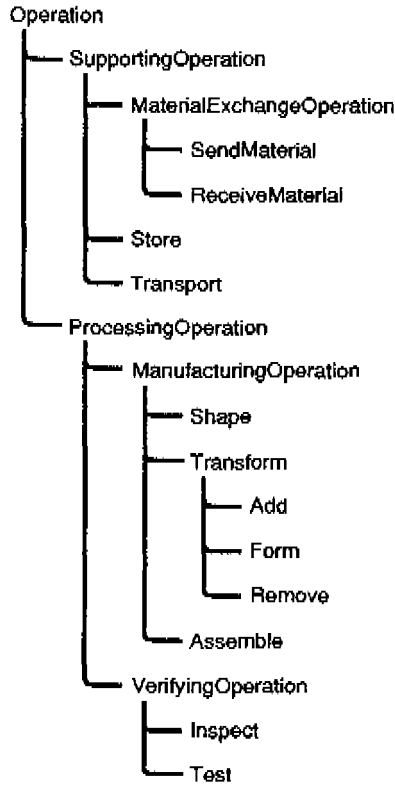 Operation
SupportingOperation
MaterialExchangeOperation
SendMaterial
ReceiveMaterial
Store
Transport
ProcessingOperation
ManufacturingOperation
Shape
Transform
Add
Form
Remove
Assemble
VerifyingOperation
Inspect
Test